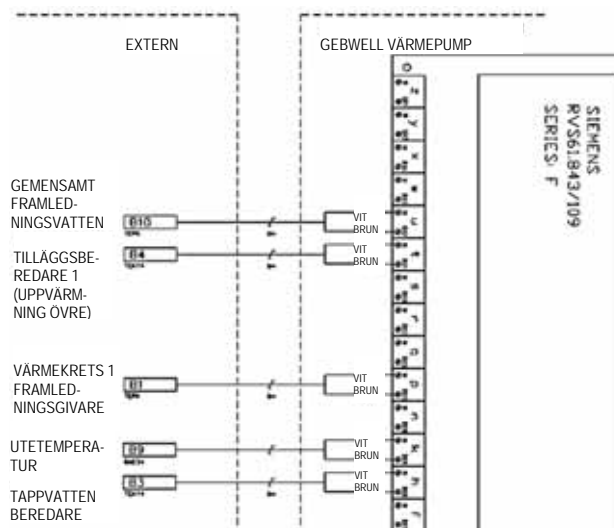 EXTERN
GEBWELL VÄRMEPUMP
SIEMENS
RVS61.843/109
SERIES: F
GEMENSAMT
FRAMLED-
NINGSVATTEN
B10
VIT
BRUN
TILLÄGGSBE-
REDARE 1
(UPPVÄRM-
NING ÖVRE)
B4
VIT
BRUN
VÄRMEKRETS 1
FRAMLED-
NINGSGIVARE
B1
VIT
BRUN
UTETEMPERA-
TUR
B9
VIT
BRUN
TAPPVATTEN
BEREDARE
B3
VIT
BRUN